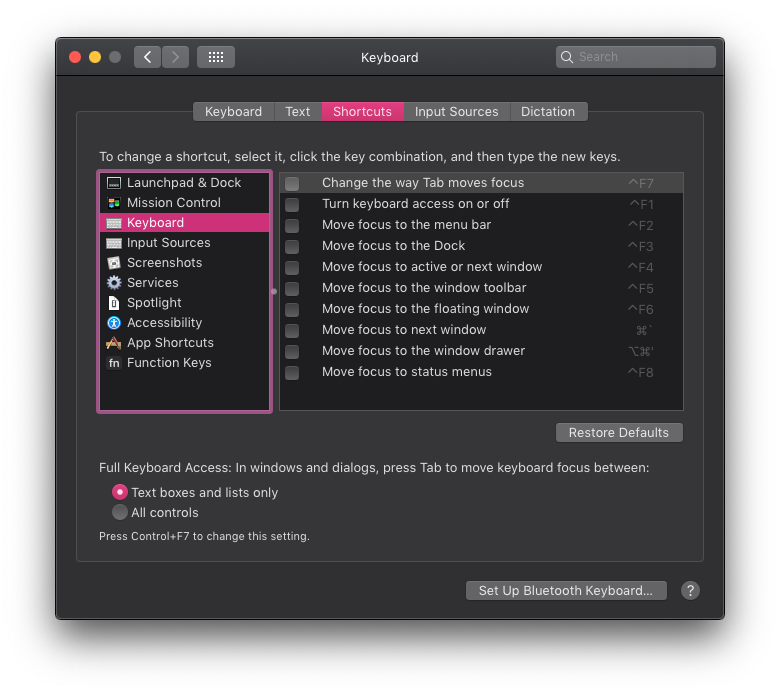 Keyboard
Search
Keyboard Text Shortcuts Input Sources Dictation
To change a shortcut, select it, click the key combination, and then type the new keys.
Launchpad & Dock
Mission Control
Keyboard
Input Sources
Screenshots
Services
Spotlight
Accessibility
App Shortcuts
fn Function Keys
Change the way Tab moves focus ^F7
Turn keyboard access on or off ^F1
Move focus to the menu bar ^F2
Move focus to the Dock ^F3
Move focus to active or next window ^F4
Move focus to the window toolbar ^F5
Move focus to the floating window ^F6
Move focus to next window ⌘`
Move focus to the window drawer ⌥⌘'
Move focus to status menus ^F8
Restore Defaults
Full Keyboard Access: In windows and dialogs, press Tab to move keyboard focus between:
Text boxes and lists only
All controls
Press Control+F7 to change this setting.
Set Up Bluetooth Keyboard... ?